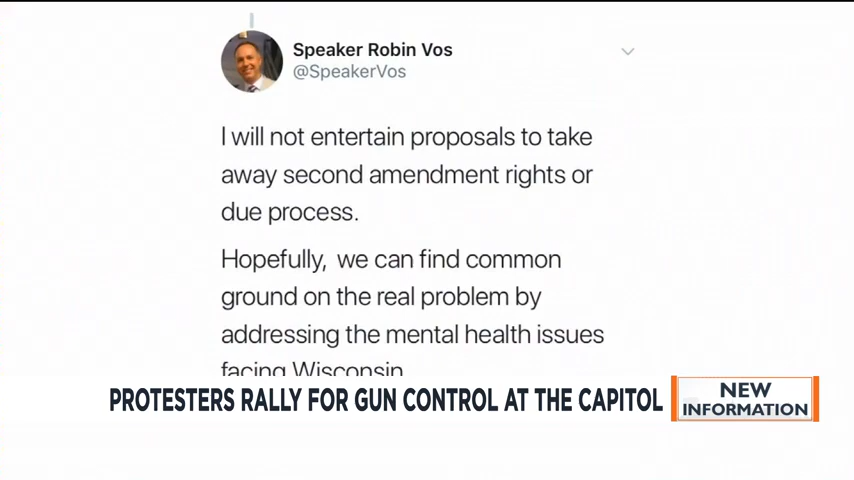 Speaker Robin Vos
@SpeakerVos
I will not entertain proposals to take
away second amendment rights or
due process.
Hopefully, we can find common
ground on the real problem by
addressing the mental health issues
facing Wisconsin
PROTESTERS RALLY FOR GUN CONTROL AT THE CAPITOL
NEW
INFORMATION